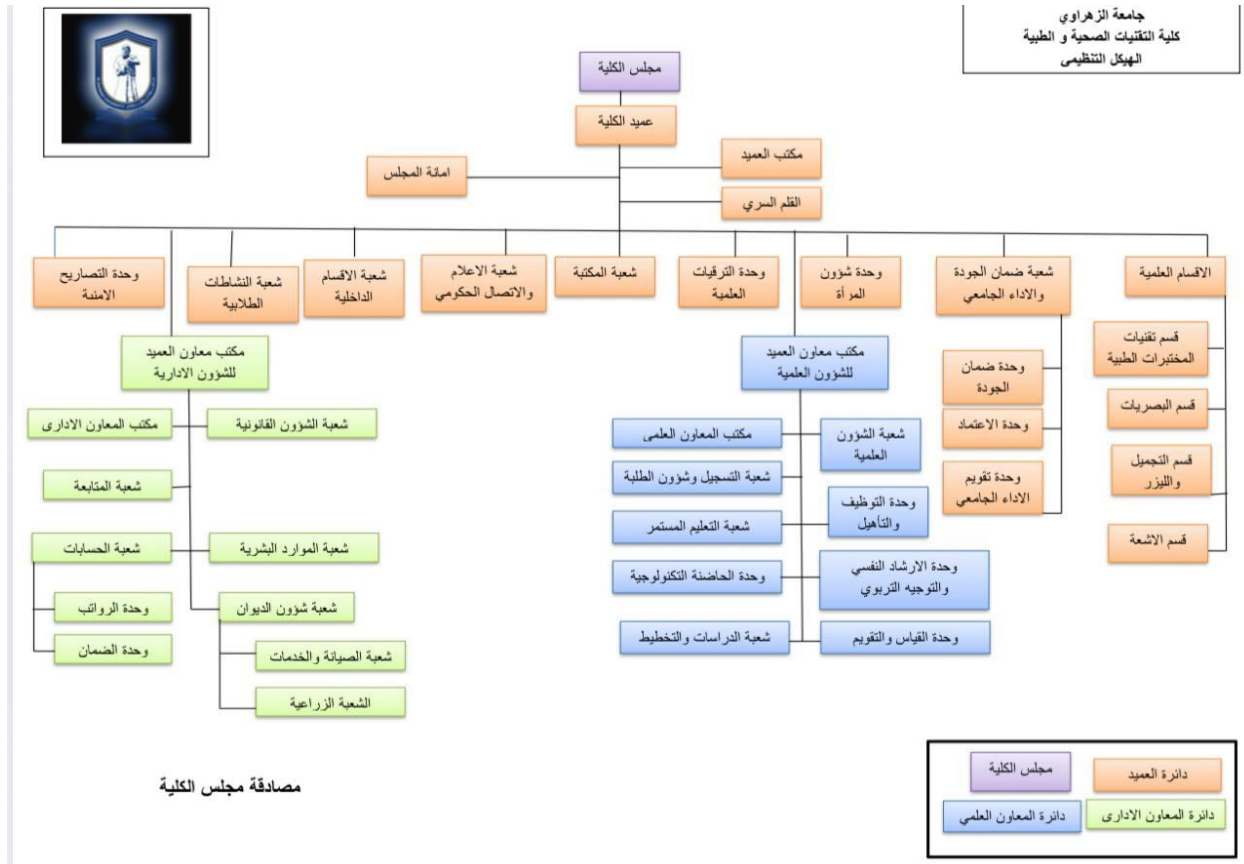 جامعة الزهراوي
كلية التقنيات الصحية و الطبية
الهيكل التنظيمى
مجلس الكلية
عميد الكلية
مكتب العميد
امانة المجلس
القلم السري
الاقسام العلمية
شعبة ضمان الجودة
والاداء الجامعي
وحدة شؤون
المرأة
وحدة الترقيات
العلمية
شعبة المكتبة
شعبة الاعلام
والاتصال الحكومي
شعبة الاقسام
الداخلية
شعبة النشاطات
الطلابية
وحدة التصاريح
الامنية
قسم تقنيات
المختبرات الطبية
قسم البصريات
قسم التجميل
والليزر
قسم الاشعة
وحدة ضمان
الجودة
وحدة الاعتماد
وحدة تقويم
الاداء الجامعي
مكتب معاون العميد
للشؤون العلمية
شعبة الشؤون
العلمية
مكتب المعاون العلمى
شعبة التسجيل وشؤون الطلبة
وحدة التوظيف
والتأهيل
شعبة التعليم المستمر
وحدة الارشاد النفسي
والتوجيه التربوي
وحدة الحاضنة التكنولوجية
وحدة القياس والتقويم
شعبة الدراسات والتخطيط
مكتب معاون العميد
للشؤون الادارية
شعبة الشؤون القانونية
مكتب المعاون الادارى
شعبة المتابعة
شعبة الموارد البشرية
شعبة الحسابات
شعبة شؤون الديوان
وحدة الرواتب
وحدة الضمان
شعبة الصيانة والخدمات
الشعبة الزراعية
مصادقة مجلس الكلية
دائرة العميد
مجلس الكلية
دائرة المعاون الادارى
دائرة المعاون العلمي